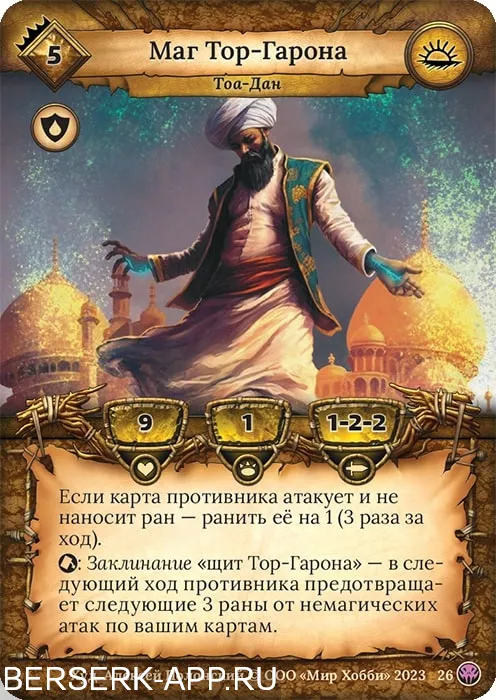 5
Маг Тор-Гарона
Тоа-Дан
9
1
1-2-2
Если карта противника атакует и не
наносит ран — ранить её на 1 (3 раза за
ход).
: Заклинание «щит Тор-Гарона» — в сле-
дующий ход противника предотвраща-
ет следующие 3 раны от немагических
атак по вашим картам.
ООО «Мир Хобби» 2023 26
BERSERK-APP.RU